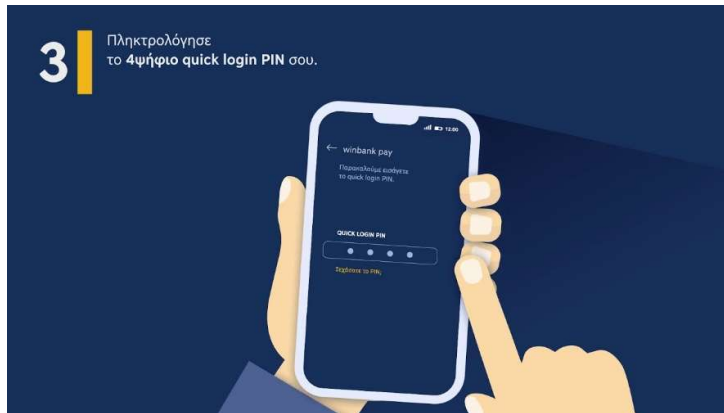 3
Πληκτρολόγησε
το 4ψήφιο quick login PIN σου.
12:00
← winbank pay
Παρακαλούμε εισάγετε
το quick login PIN.
QUICK LOGIN PIN
Ξεχάσατε το PIN;